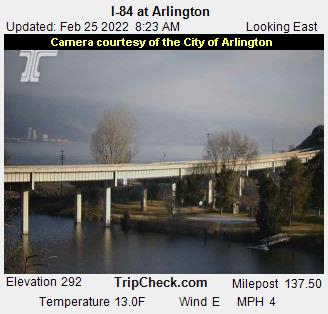 I-84 at Arlington
Updated: Feb 25 2022 8:23 AM Looking East
Camera courtesy of the City of Arlington
Elevation 292 TripCheck.com Milepost 137.50
Temperature 13.0F Wind E MPH 4